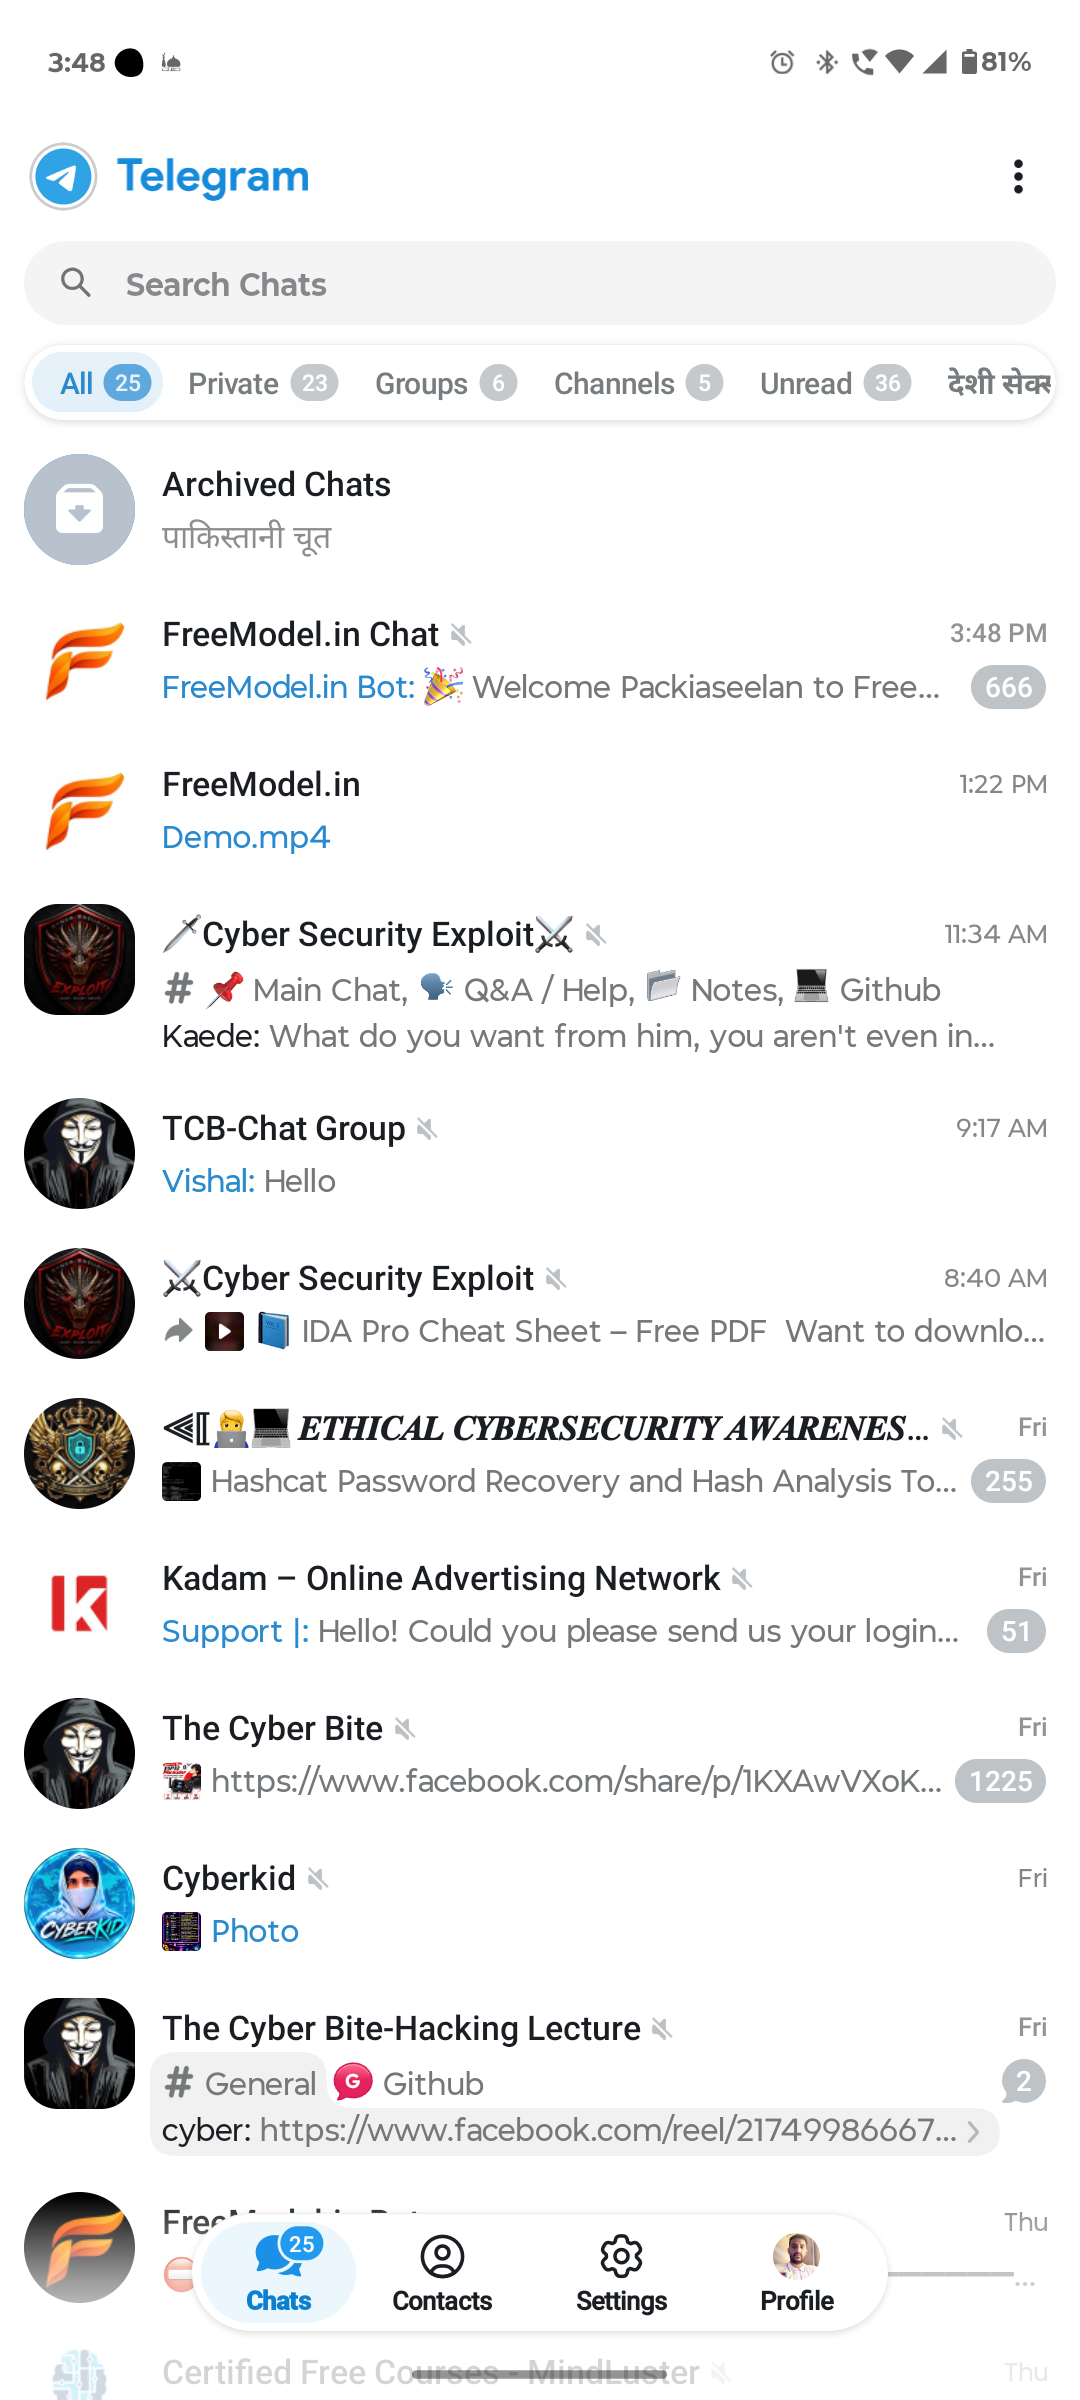 3:48
81%
Telegram
Search Chats
All 25 Private 23 Groups 6 Channels 5 Unread 36 देशी
Archived Chats
पाकिस्तानी चूत
FreeModel.in Chat 3:48 PM
FreeModel.in Bot: 🎉 Welcome Packiaseelan to Free... 666
FreeModel.in 1:22 PM
Demo.mp4
🗡Cyber Security Exploit⚔ 11:34 AM
# 📌 Main Chat, 🗣 Q&A / Help, 📁 Notes, 💻 Github
Kaede: What do you want from him, you aren't even in...
TCB-Chat Group 9:17 AM
Vishal: Hello
⚔Cyber Security Exploit 8:40 AM
📘 IDA Pro Cheat Sheet – Free PDF Want to downlo...
⫷⟦👨‍💻💻 ETHICAL CYBERSECURITY AWARENES... Fri
Hashcat Password Recovery and Hash Analysis To... 255
Kadam – Online Advertising Network Fri
Support |: Hello! Could you please send us your login... 51
The Cyber Bite Fri
https://www.facebook.com/share/p/1KXAwVXoK... 1225
Cyberkid Fri
CYBERKID
Photo
The Cyber Bite-Hacking Lecture Fri
# General G Github 2
cyber: https://www.facebook.com/reel/21749986667...
Thu
25
Chats Contacts Settings Profile
Certified Free Courses - MindLuster Thu